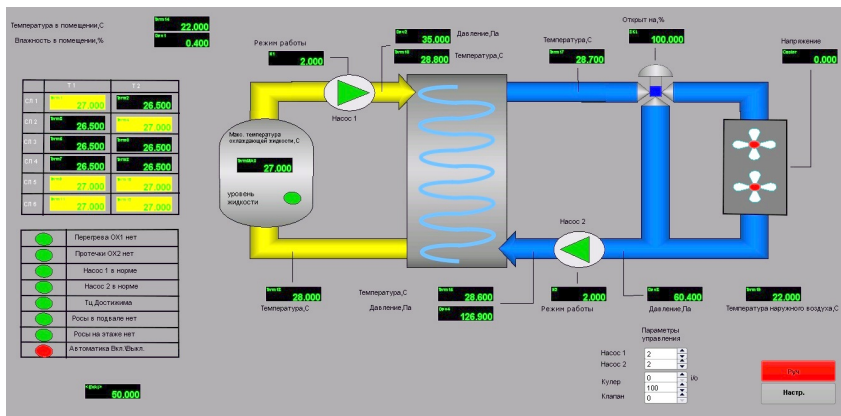 Температура в помещении,С
22.000
Влажность в помещении,%
0.400
Режим работы
2.000
35.000
Давление,Па
28.800
Температура,С
Температура,С
28.700
Открыт на,%
100.000
Напряжение
0.000
Насос 1
T 1 T 2
СЛ 1 27.000 26.500
СЛ 2 26.500 27.000
СЛ 3 26.500 26.500
СЛ 4 26.500 26.500
СЛ 5 27.000 27.000
СЛ 6 27.000 27.000
Макс. температура
охлаждающей жидкости,С
27.000
уровень
жидкости
Перегрева ОХ1 нет
Протечки ОХ2 нет
Насос 1 в норме
Насос 2 в норме
Тц Достижима
Росы в подвале нет
Росы на этаже нет
Автоматика Вкл.\Выкл.
50.000
28.000
Температура,С
Температура,С
28.600
Давление,Па
126.900
Насос 2
2.000
Режим работы
60.400
Давление,Па
22.000
Температура наружного воздуха,С
Параметры
управления
Насос 1 2
Насос 2 2
Кулер 0 i/o
100
Клапан 0
Настр.